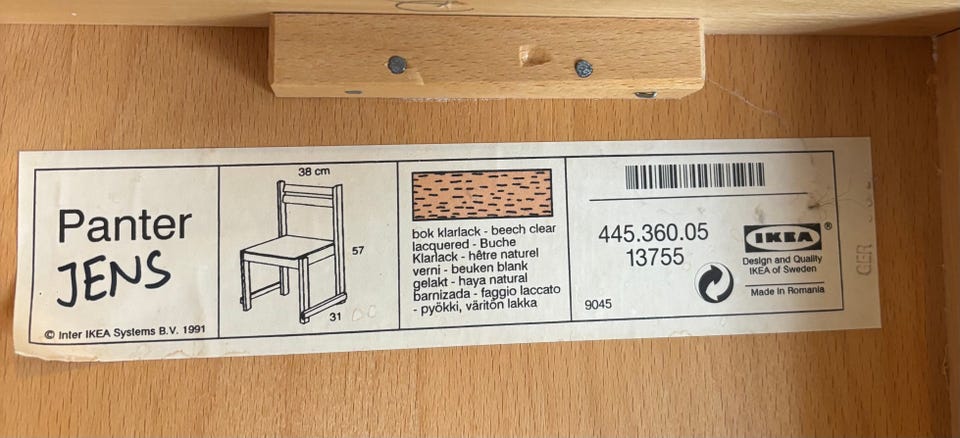 Panter
JENS
© Inter IKEA Systems B.V. 1991
38 cm
57
31
bok klarlack - beech clear
lacquered - Buche
Klarlack - hêtre naturel
verni - beuken blank
gelakt - haya natural
barnizada - faggio laccato
- pyökki, väritön lakka
445.360.05
13755
9045
IKEA®
Design and Quality
IKEA of Sweden
Made in Romania
GER